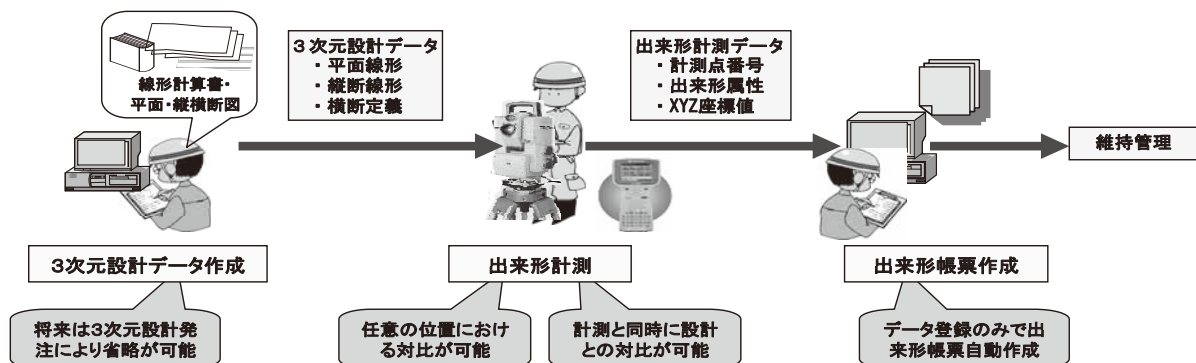 線形計算書・
平面・縦横断図
３次元設計データ
・平面線形
・縦断線形
・横断定義
出来形計測データ
・計測点番号
・出来形属性
・XYZ座標値
維持管理
３次元設計データ作成
出来形計測
出来形帳票作成
将来は３次元設計発
注により省略が可能
任意の位置におけ
る対比が可能
計測と同時に設計
との対比が可能
データ登録のみで出
来形帳票自動作成